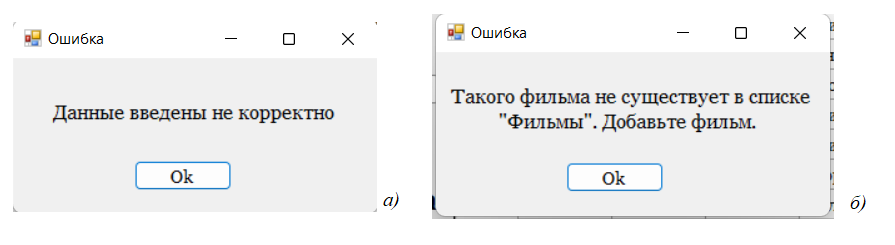 Ошибка
Данные введены не корректно
Ok
а)
Ошибка
Такого фильма не существует в списке
"Фильмы". Добавьте фильм.
Ok
б)